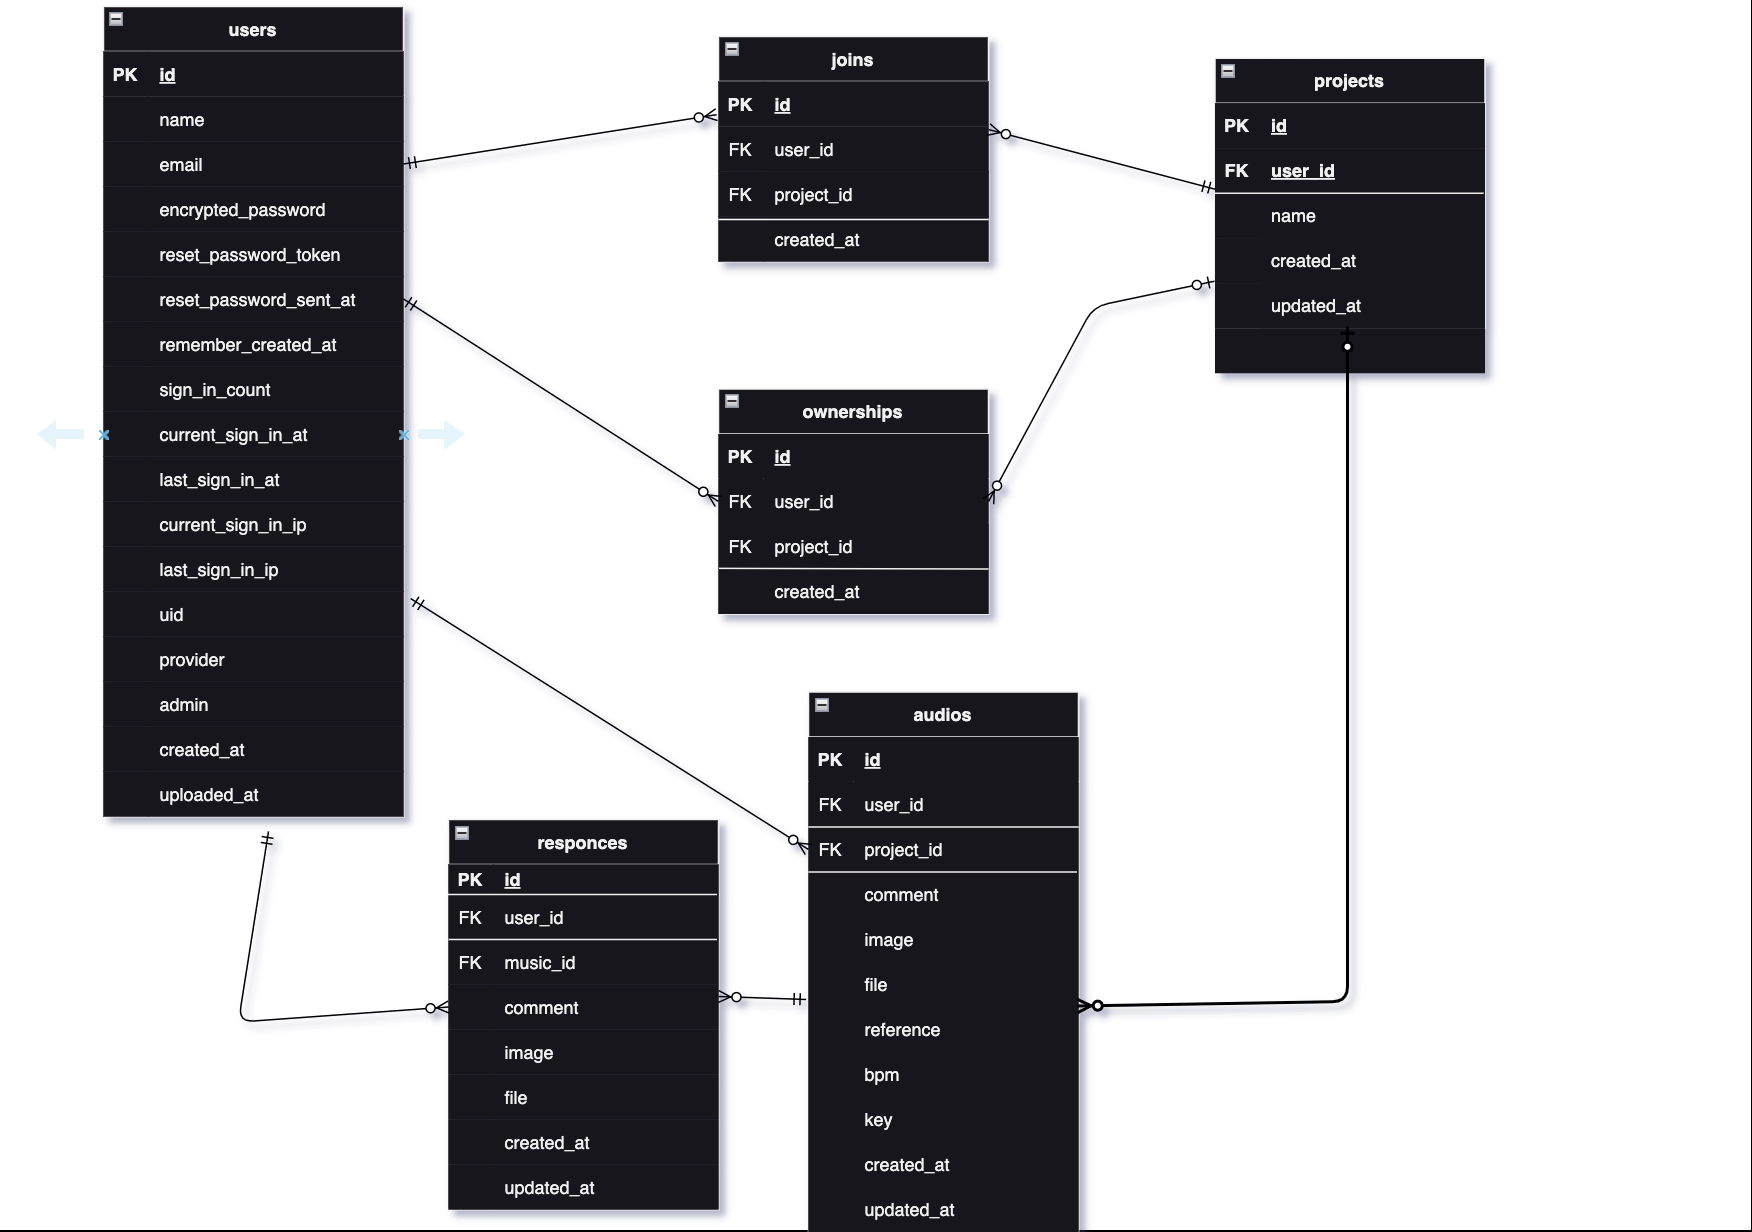 users
PK id
name
email
encrypted_password
reset_password_token
reset_password_sent_at
remember_created_at
sign_in_count
current_sign_in_at
last_sign_in_at
current_sign_in_ip
last_sign_in_ip
uid
provider
admin
created_at
uploaded_at
joins
PK id
FK user_id
FK project_id
created_at
projects
PK id
FK user_id
name
created_at
updated_at
ownerships
PK id
FK user_id
FK project_id
created_at
responces
PK id
FK user_id
FK music_id
comment
image
file
created_at
updated_at
audios
PK id
FK user_id
FK project_id
comment
image
file
reference
bpm
key
created_at
updated_at